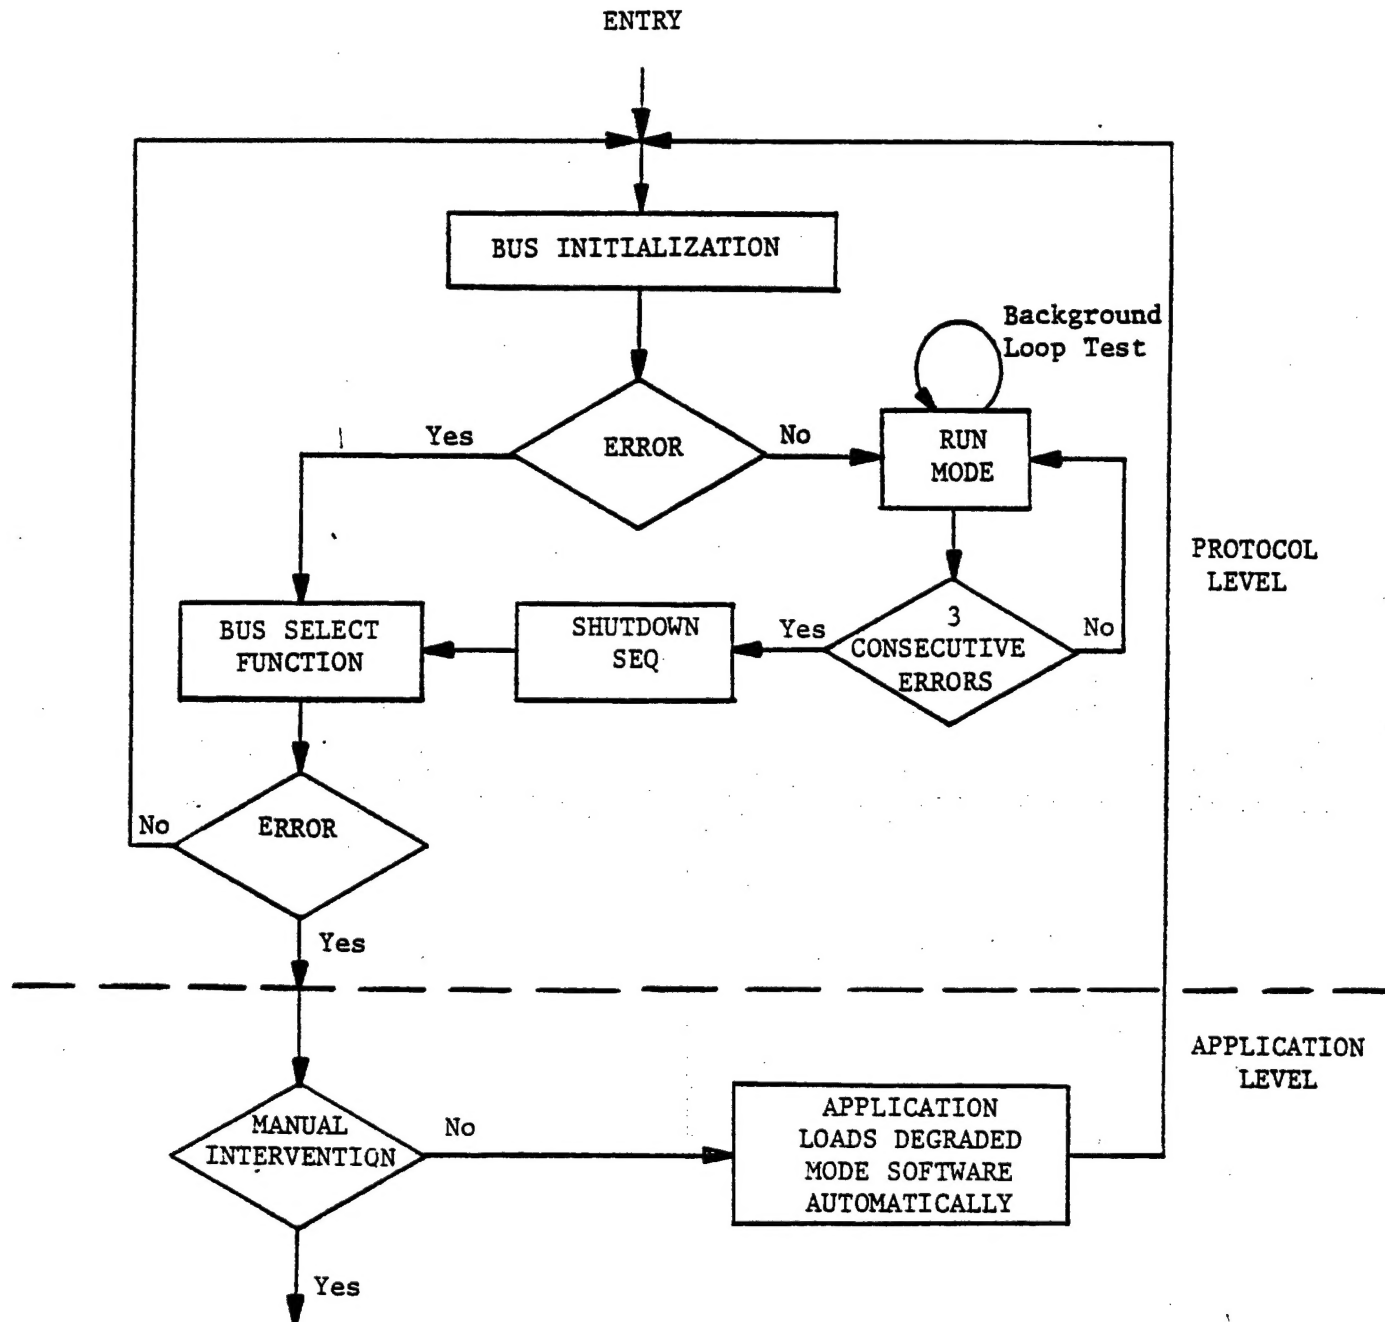 ENTRY
BUS INITIALIZATION
Background
Loop Test
Yes
ERROR
No
RUN
MODE
PROTOCOL
LEVEL
BUS SELECT
FUNCTION
SHUTDOWN
SEQ
Yes
3
CONSECUTIVE
ERRORS
No
No
ERROR
Yes
APPLICATION
LEVEL
MANUAL
INTERVENTION
No
APPLICATION
LOADS DEGRADED
MODE SOFTWARE
AUTOMATICALLY
Yes